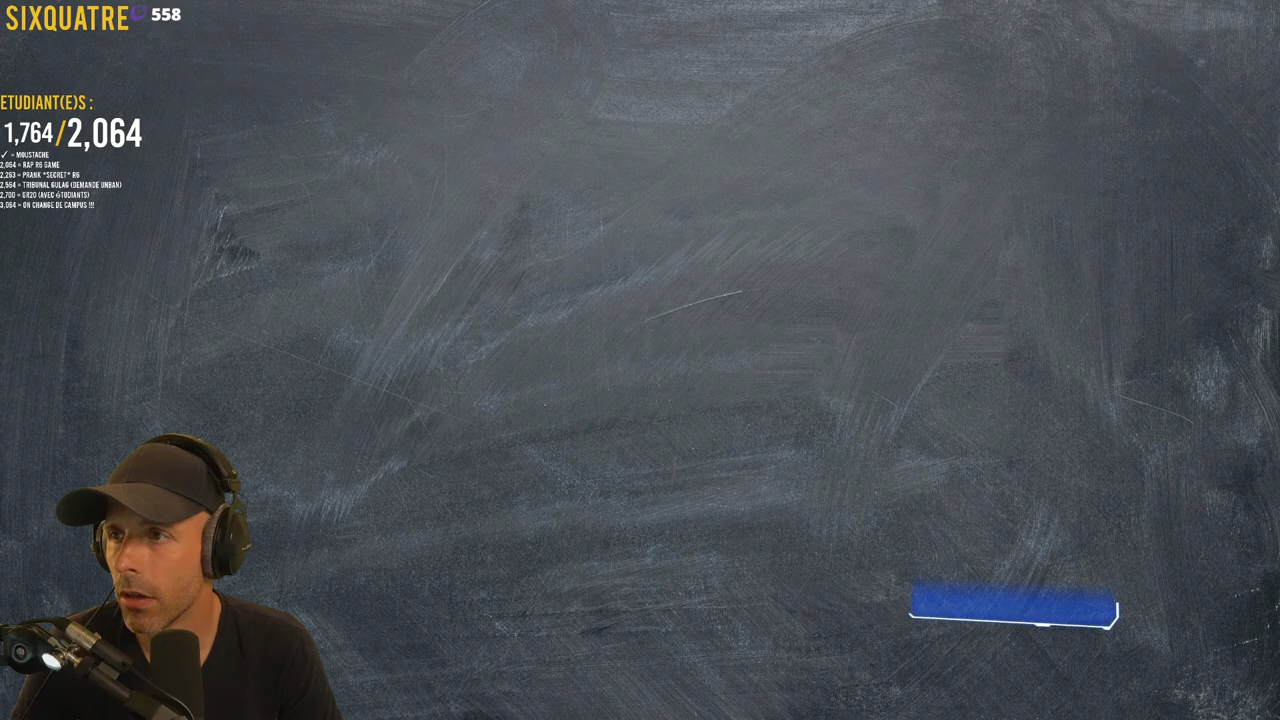 SIXQUATRE 558
ETUDIANT(E)S :
1,764/2,064
✓ = MOUSTACHE
2,064 = RAP R6 GAME
2,263 = PRANK *SECRET* R6
2,564 = TRIBUNAL GULAG (DEMANDE UNBAN)
2,700 = GR20 (AVEC ÉTUDIANTS)
3,064 = ON CHANGE DE CAMPUS !!!